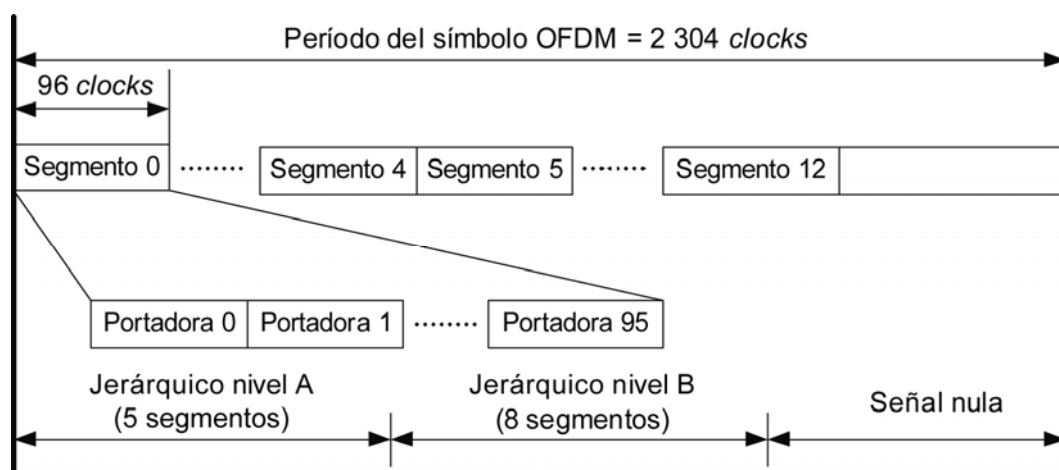 Período del símbolo OFDM = 2 304 clocks
96 clocks
Segmento 0 ........ Segmento 4 Segmento 5 ........ Segmento 12
Portadora 0 Portadora 1 ........ Portadora 95
Jerárquico nivel A
(5 segmentos)
Jerárquico nivel B
(8 segmentos)
Señal nula